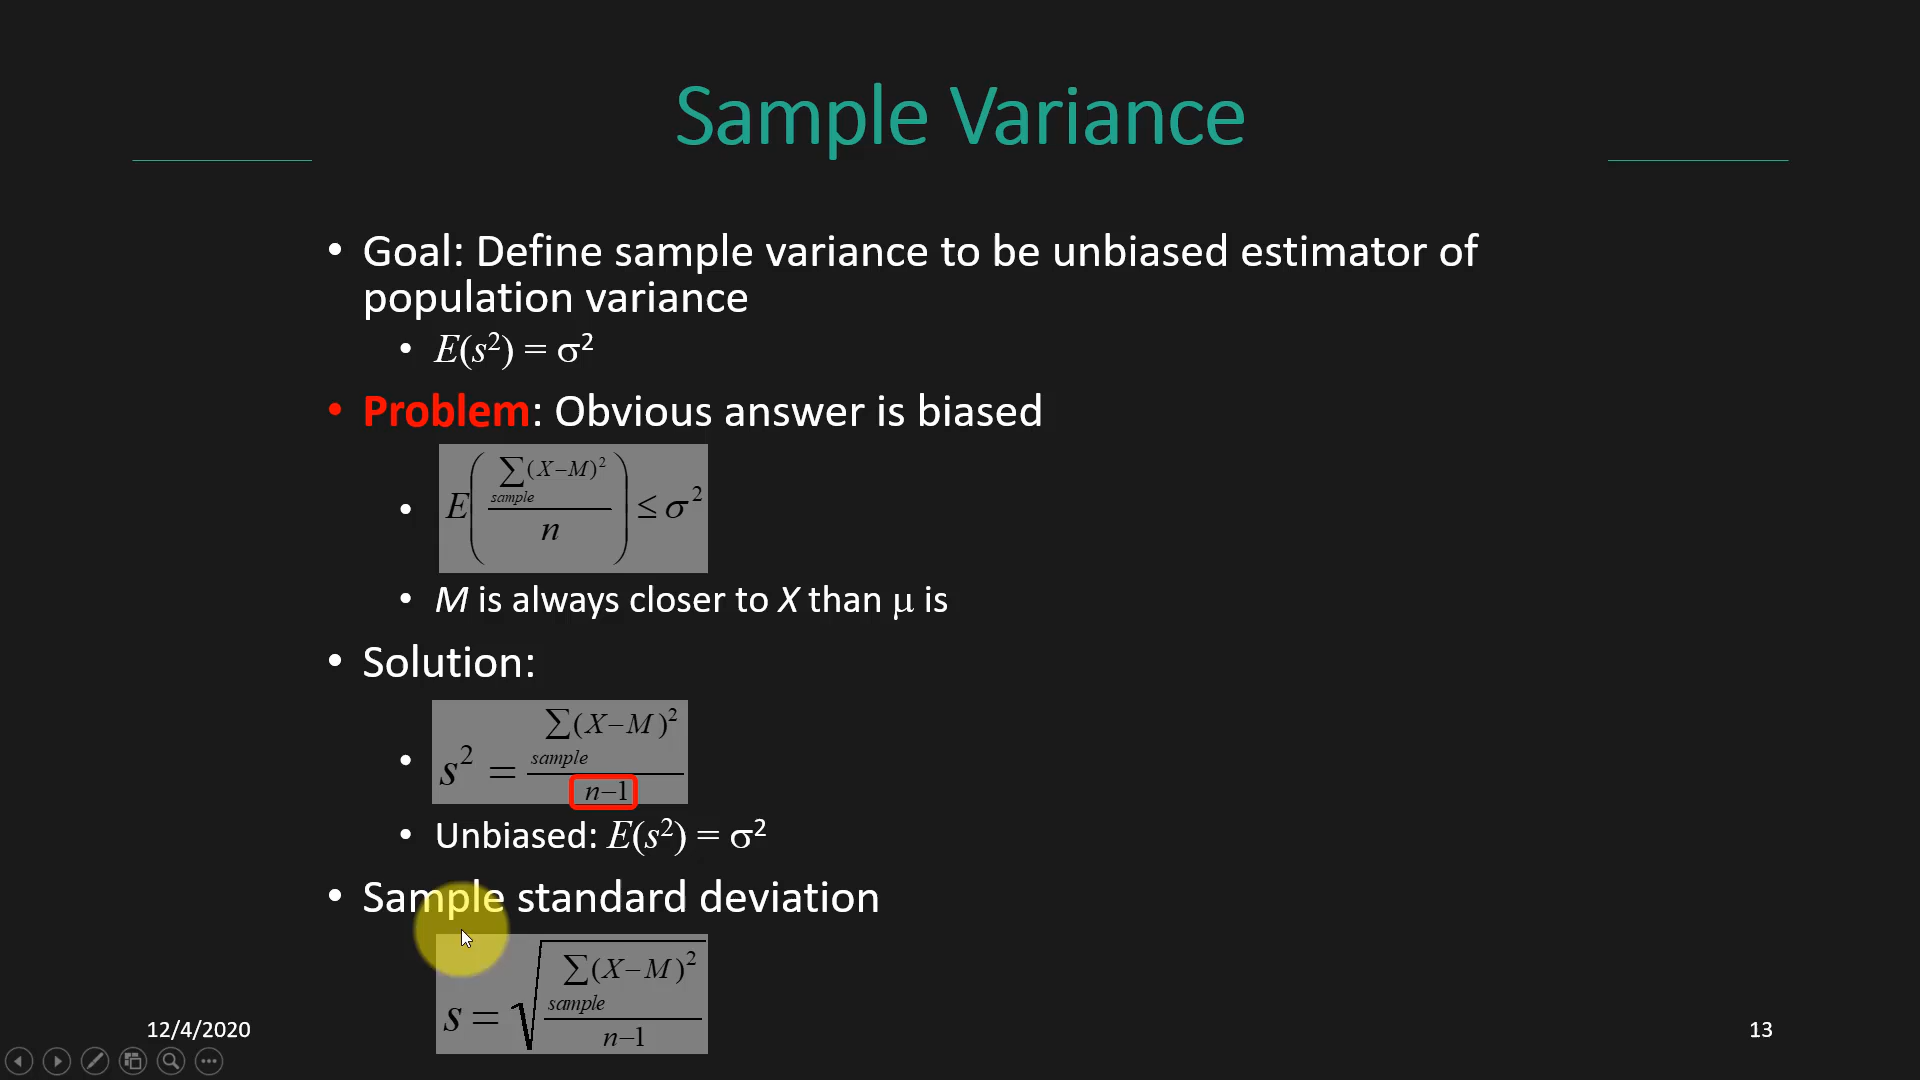 Sample Variance
• Goal: Define sample variance to be unbiased estimator of
population variance
• E(s²) = σ²
• Problem: Obvious answer is biased
• E(∑(X−M)² / n) ≤ σ²
sample
• M is always closer to X than μ is
• Solution:
• s² = ∑(X−M)² / n−1
sample
• Unbiased: E(s²) = σ²
• Sample standard deviation
s = √(∑(X−M)² / n−1)
sample
12/4/2020
13